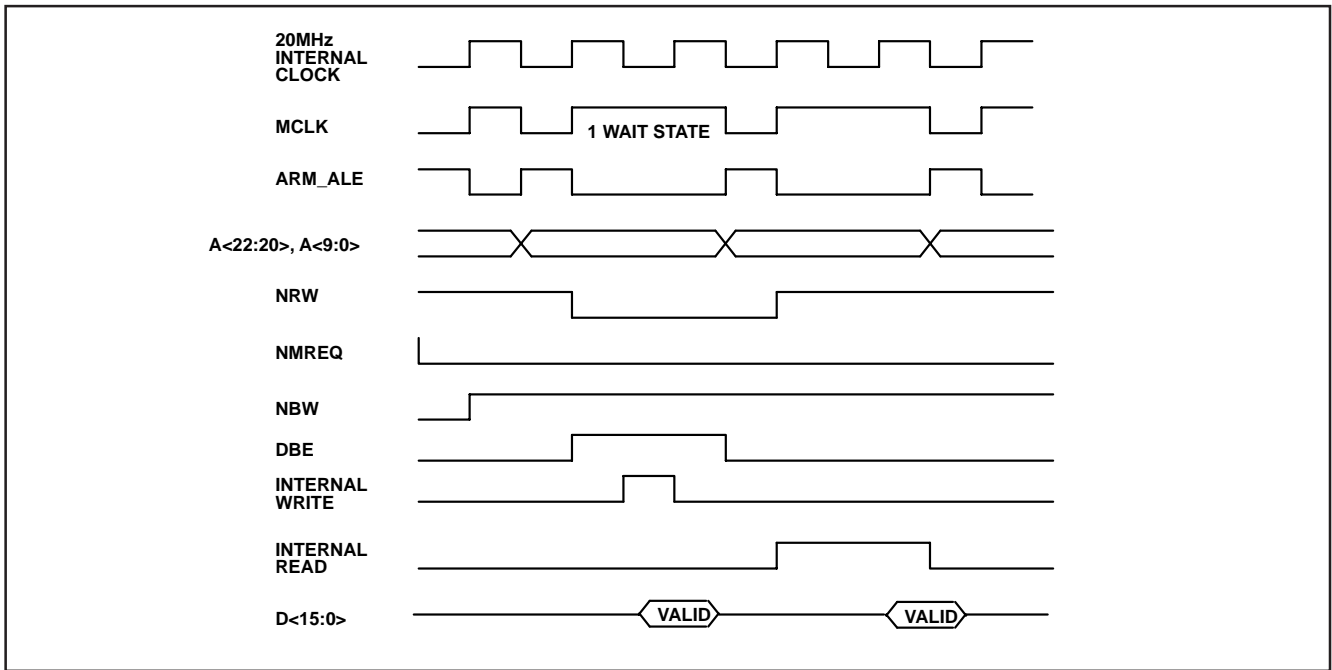 20MHz
INTERNAL
CLOCK
MCLK
1 WAIT STATE
ARM_ALE
A<22:20>, A<9:0>
NRW
NMREQ
NBW
DBE
INTERNAL
WRITE
INTERNAL
READ
D<15:0>
VALID
VALID